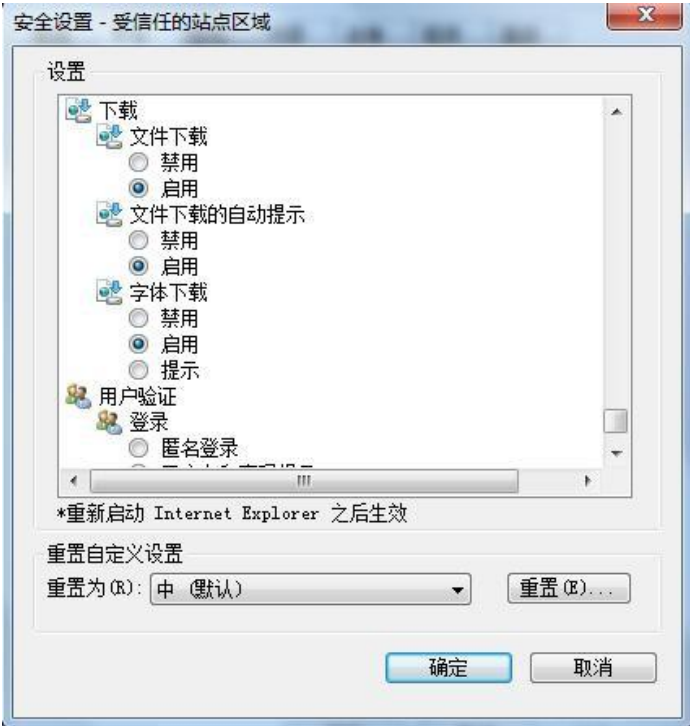 安全设置 - 受信任的站点区域
设置
下载
文件下载
禁用
启用
文件下载的自动提示
禁用
启用
字体下载
禁用
启用
提示
用户验证
登录
匿名登录
*重新启动 Internet Explorer 之后生效
重置自定义设置
重置为(R): 中 (默认) 重置(E)...
确定 取消